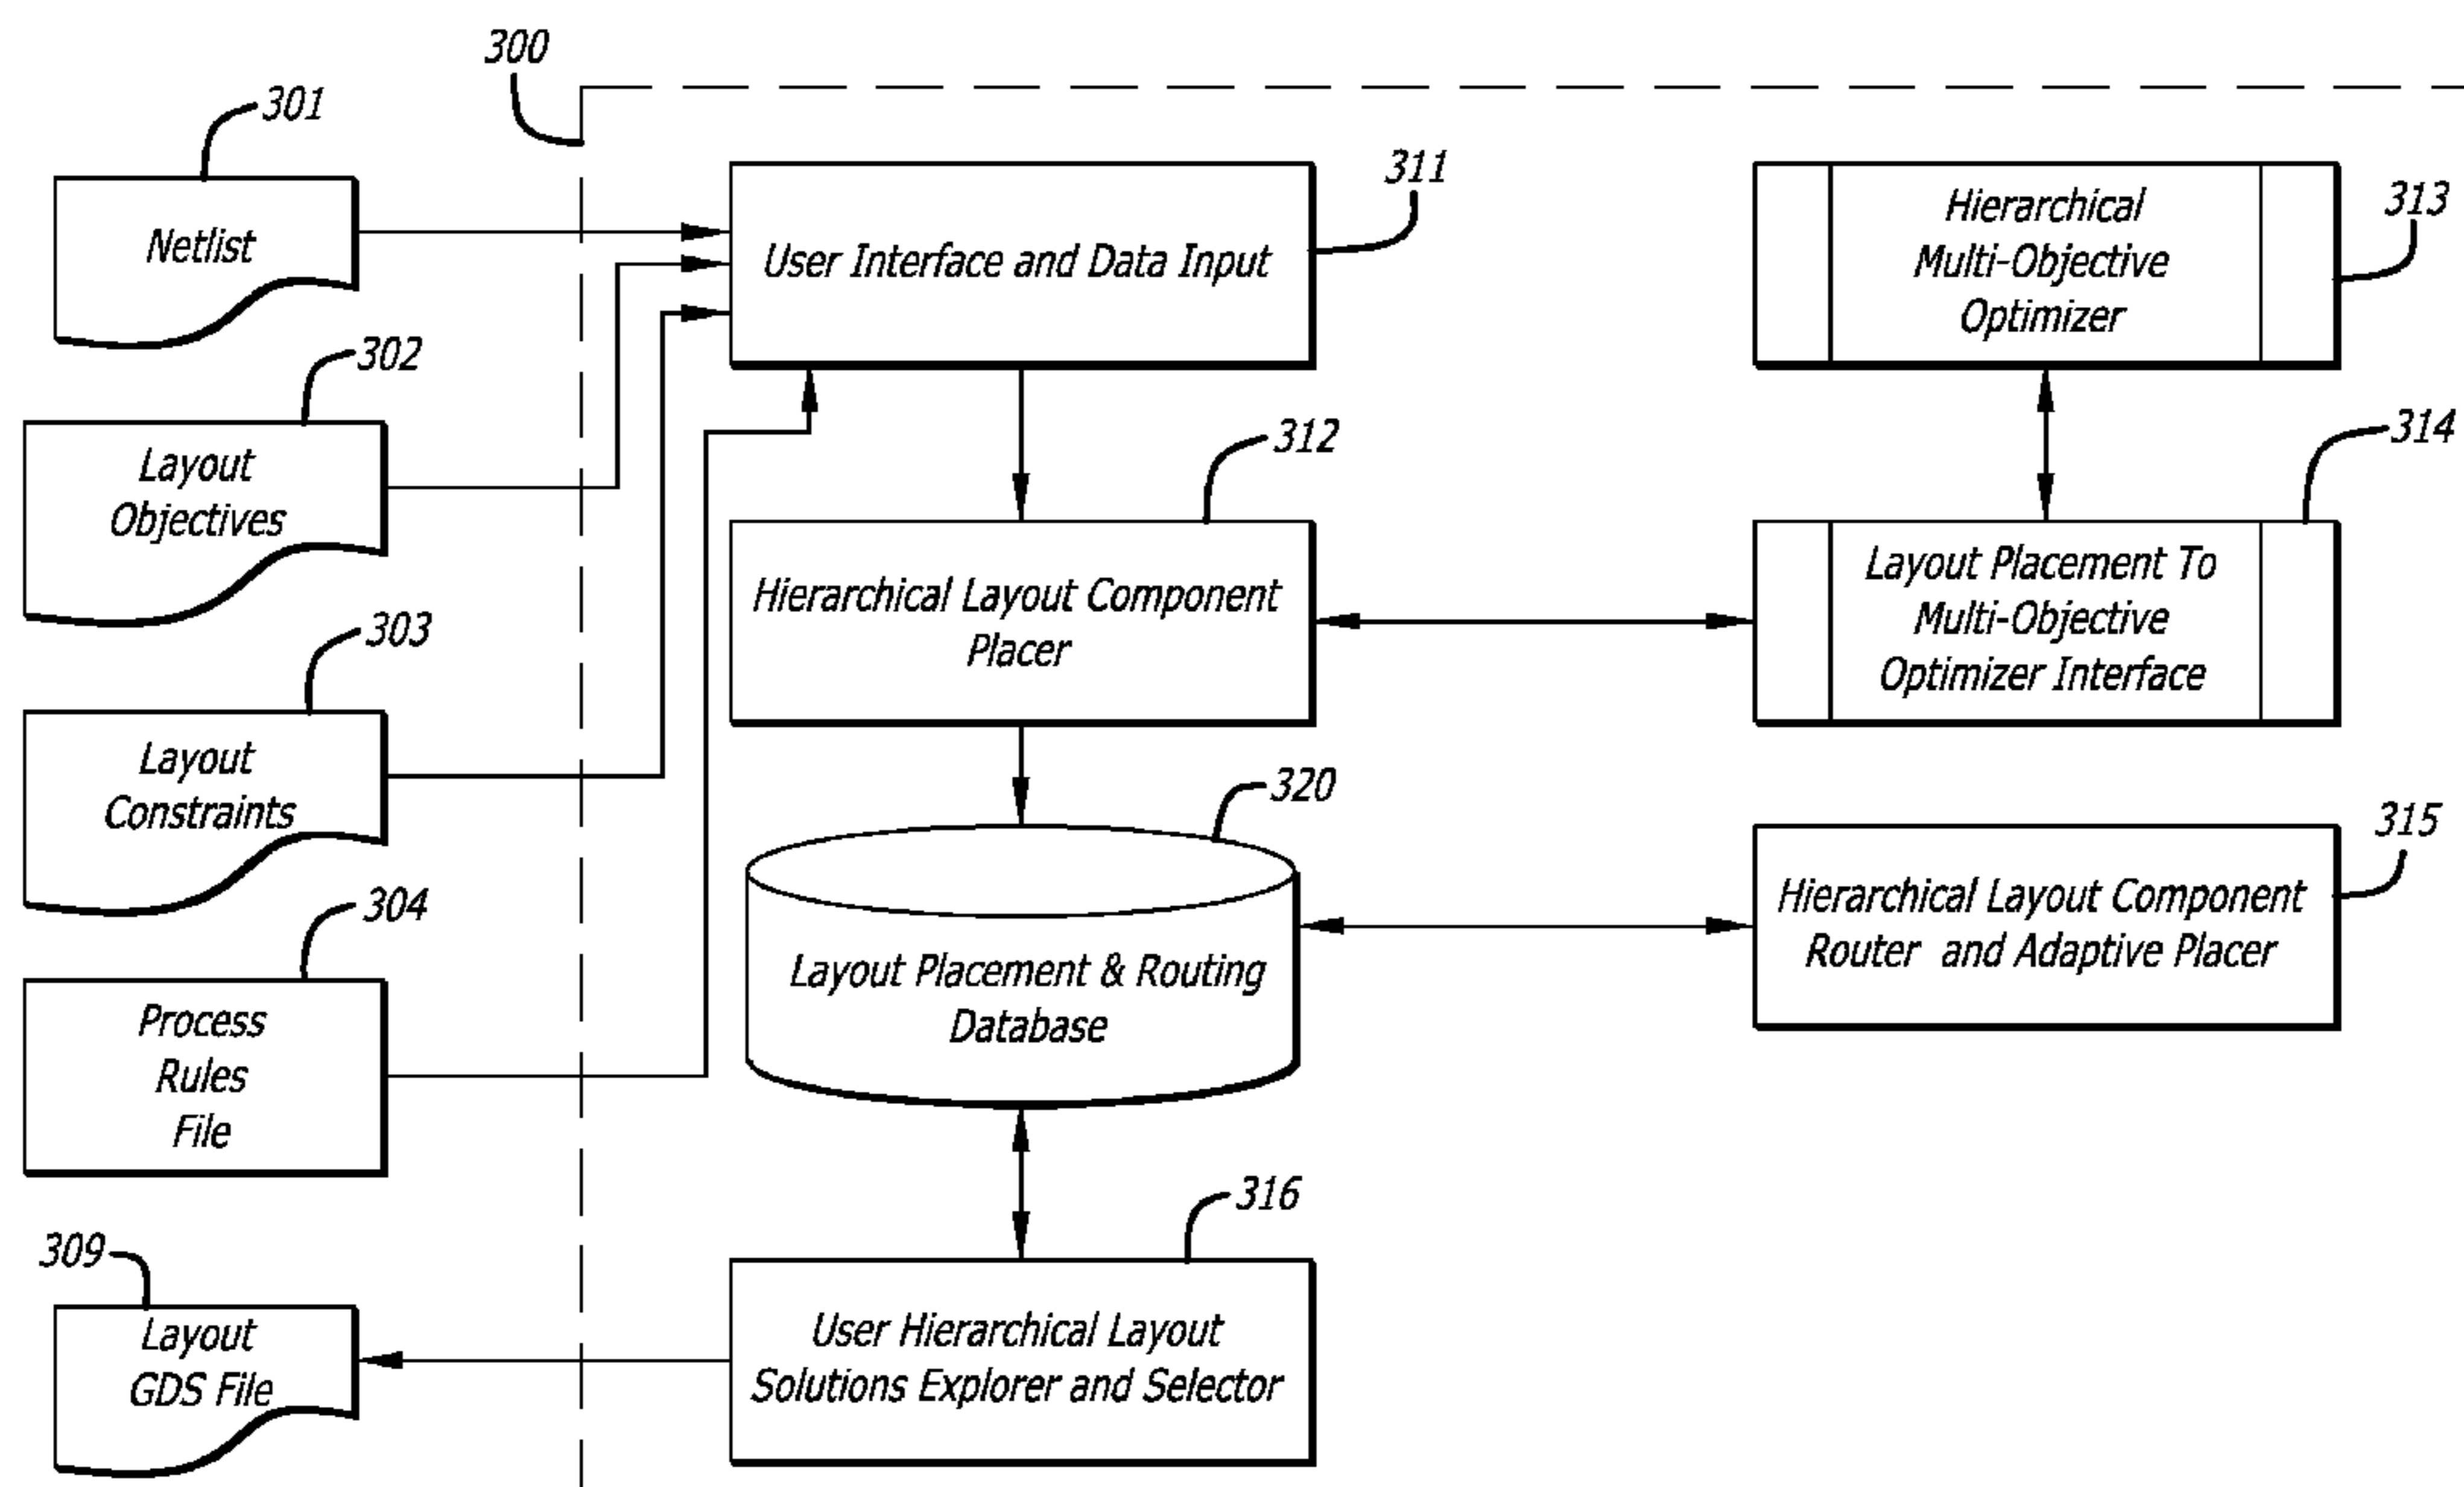 300
301
Netlist
302
Layout
Objectives
303
Layout
Constraints
304
Process
Rules
File
309
Layout
GDS File
311
User Interface and Data Input
312
Hierarchical Layout Component
Placer
320
Layout Placement & Routing
Database
316
User Hierarchical Layout
Solutions Explorer and Selector
313
Hierarchical
Multi-Objective
Optimizer
314
Layout Placement To
Multi-Objective
Optimizer Interface
315
Hierarchical Layout Component
Router and Adaptive Placer